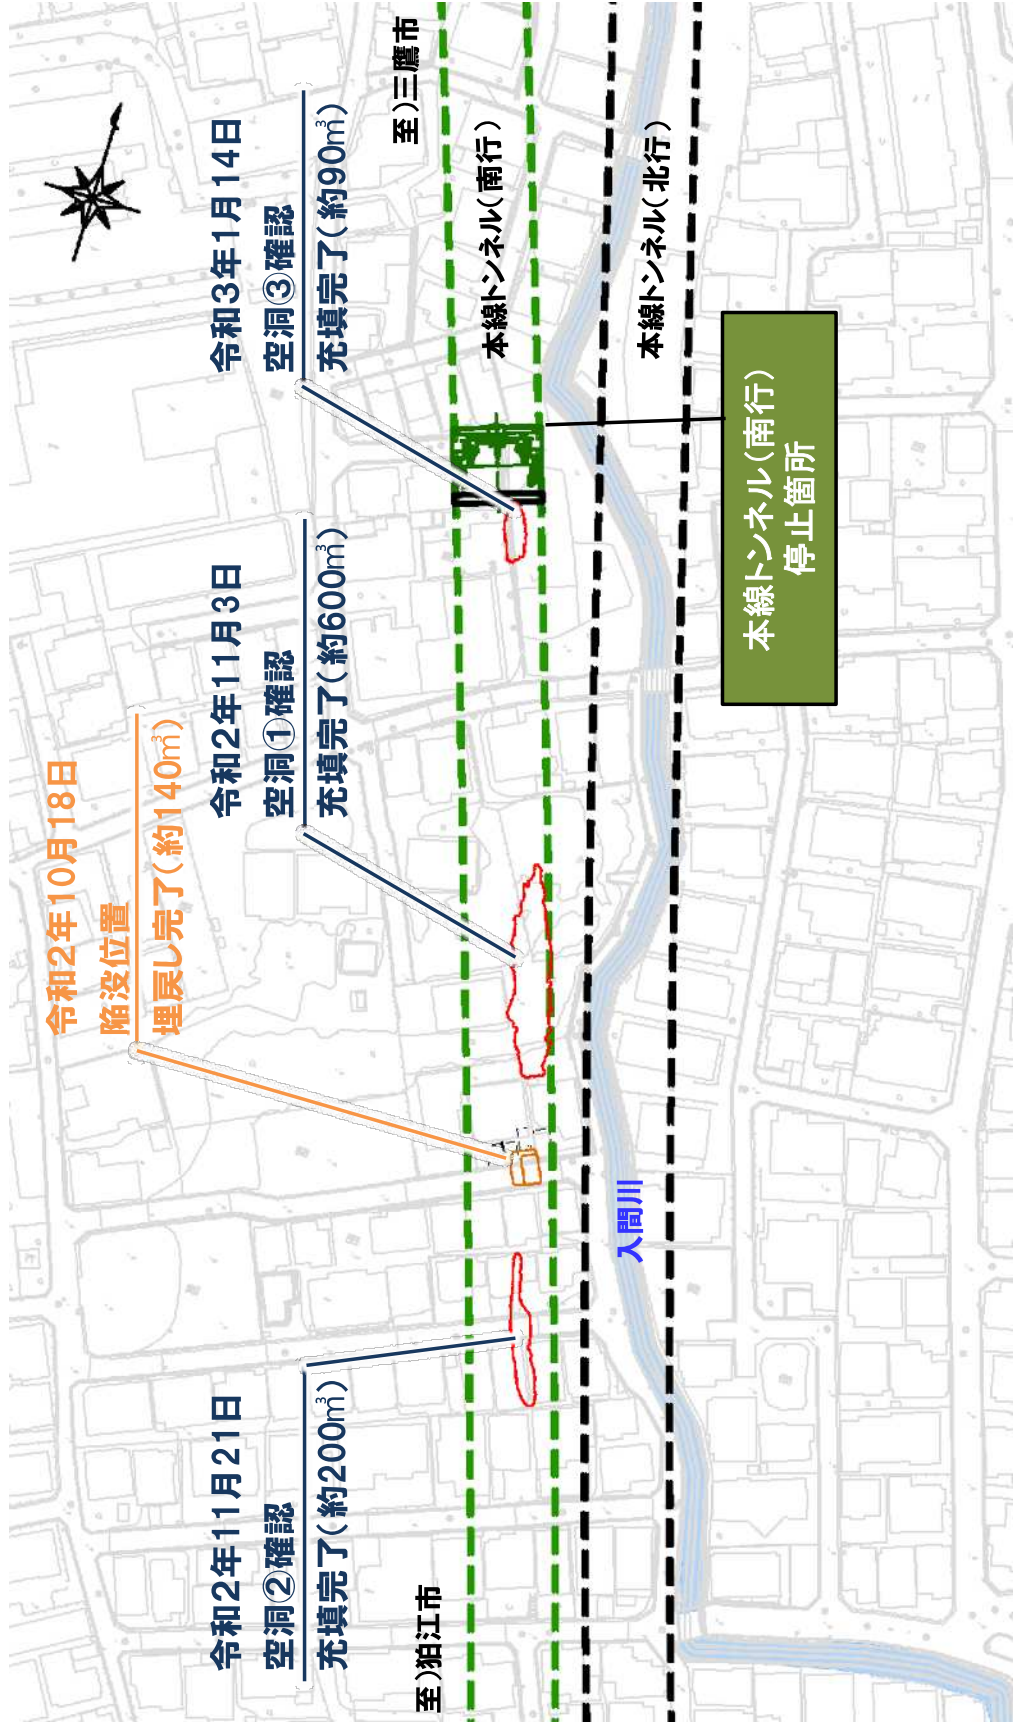 令和2年10月18日
陥没位置
埋戻し完了(約140㎥)
令和2年11月21日
空洞②確認
充填完了(約200㎥)
令和2年11月3日
空洞①確認
充填完了(約600㎥)
令和3年1月14日
空洞③確認
充填完了(約90㎥)
至)狛江市
至)三鷹市
本線トンネル(南行)
入間川
本線トンネル(北行)
本線トンネル(南行)
停止箇所